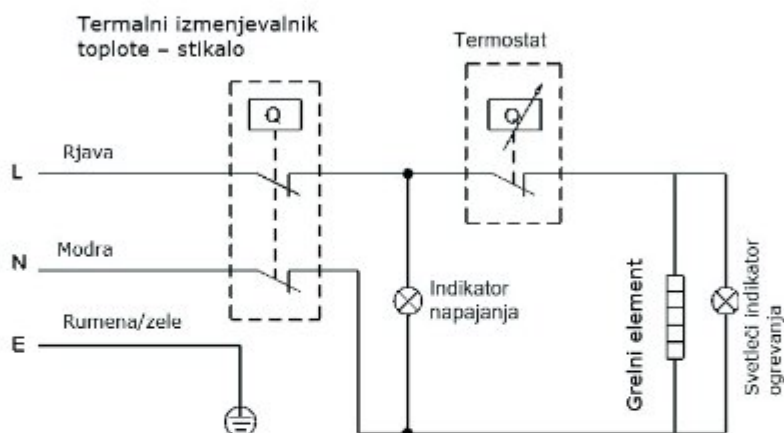 Termalni izmenjevalnik
toplote – stikalo
Termostat
Q
Q
L
Rjava
N
Modra
E
Rumena/zele
Indikator
napajanja
Grelni element
Svetleči indikator
ogrevanja